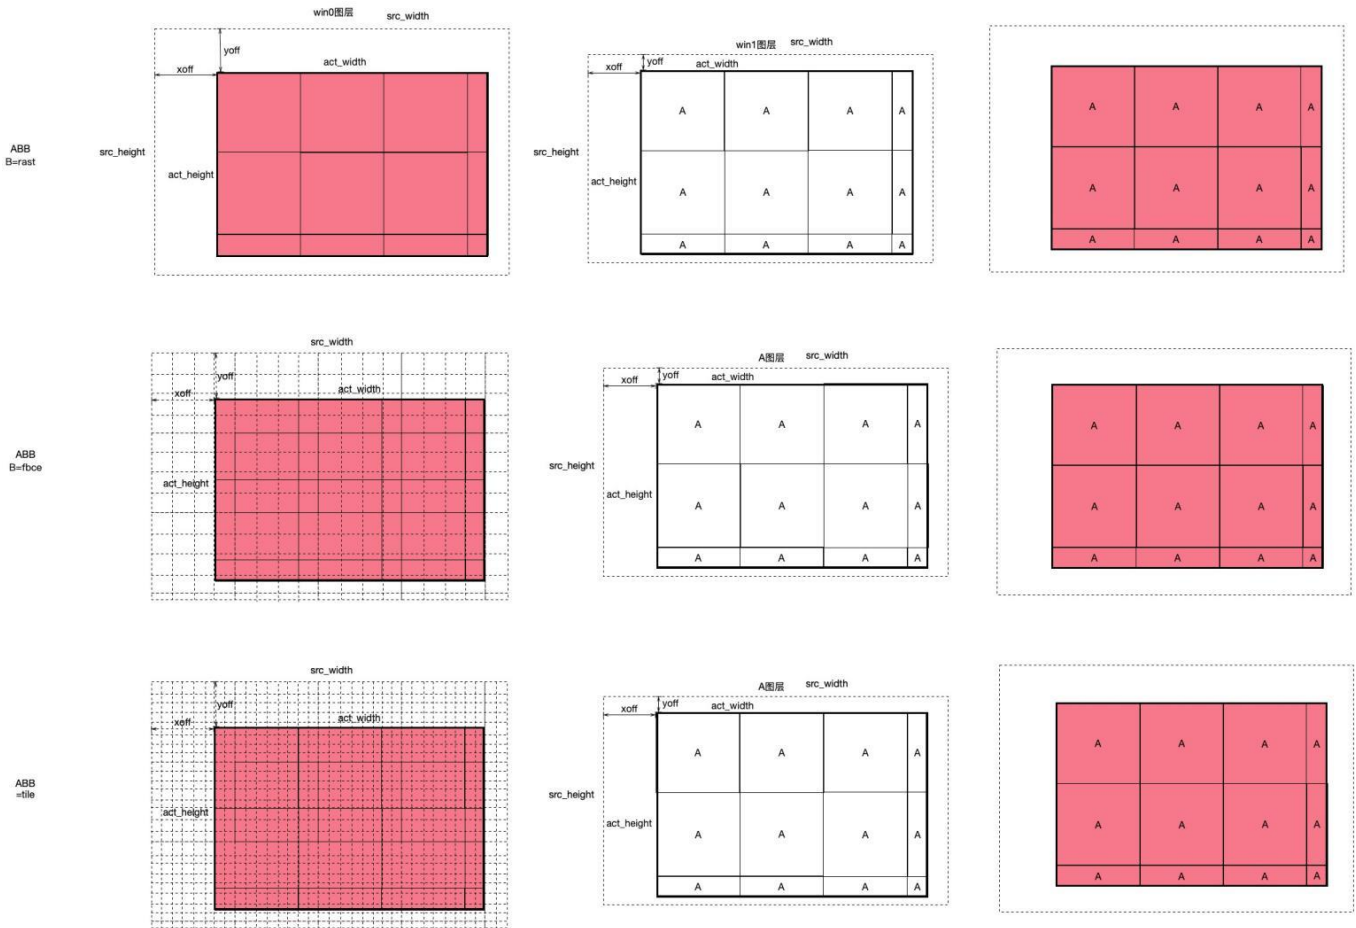 win0图层 src_width
yoff
xoff
act_width
src_height
act_height
ABB
B=rast
win1图层 src_width
yoff
xoff
act_width
src_height
act_height
A A A A
A A A A
A A A A
A A A A
A A A A
A A A A
src_width
yoff
xoff
act_width
act_height
ABB
B=fbce
A图层 src_width
yoff
xoff
act_width
src_height
act_height
A A A A
A A A A
A A A A
A A A A
A A A A
A A A A
src_width
yoff
xoff
act_width
act_height
ABB
=tile
A图层 src_width
yoff
xoff
act_width
src_height
act_height
A A A A
A A A A
A A A A
A A A A
A A A A
A A A A